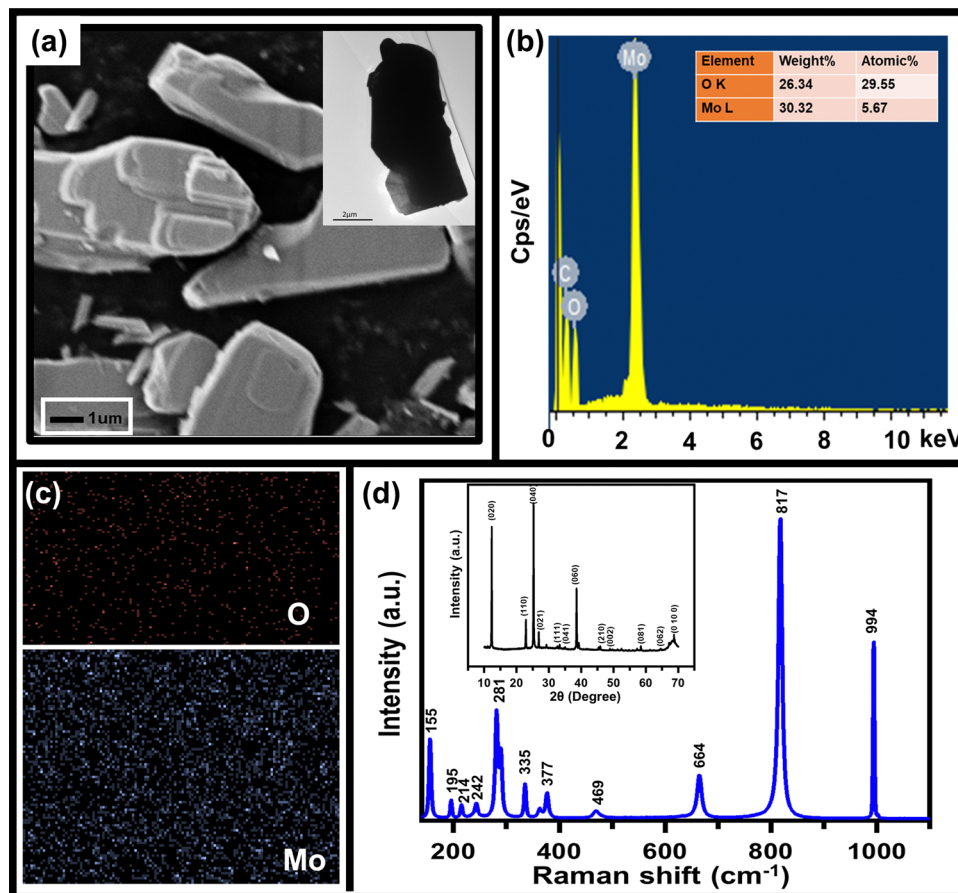 (a)
2μm
1um
(b)
Mo
C
O
Element Weight% Atomic%
O K 26.34 29.55
Mo L 30.32 5.67
Cps/eV
0 2 4 6 8 10 keV
(c)
O
Mo
(d)
Intensity (a.u.)
155
195
214
242
281
335
377
469
664
817
994
200 400 600 800 1000
Raman shift (cm-1)
Intensity (a.u.)
(020)
(110)
(040)
(021)
(111)
(041)
(060)
(210)
(002)
(081)
(062)
(0 10 0)
10 20 30 40 50 60 70
2θ (Degree)